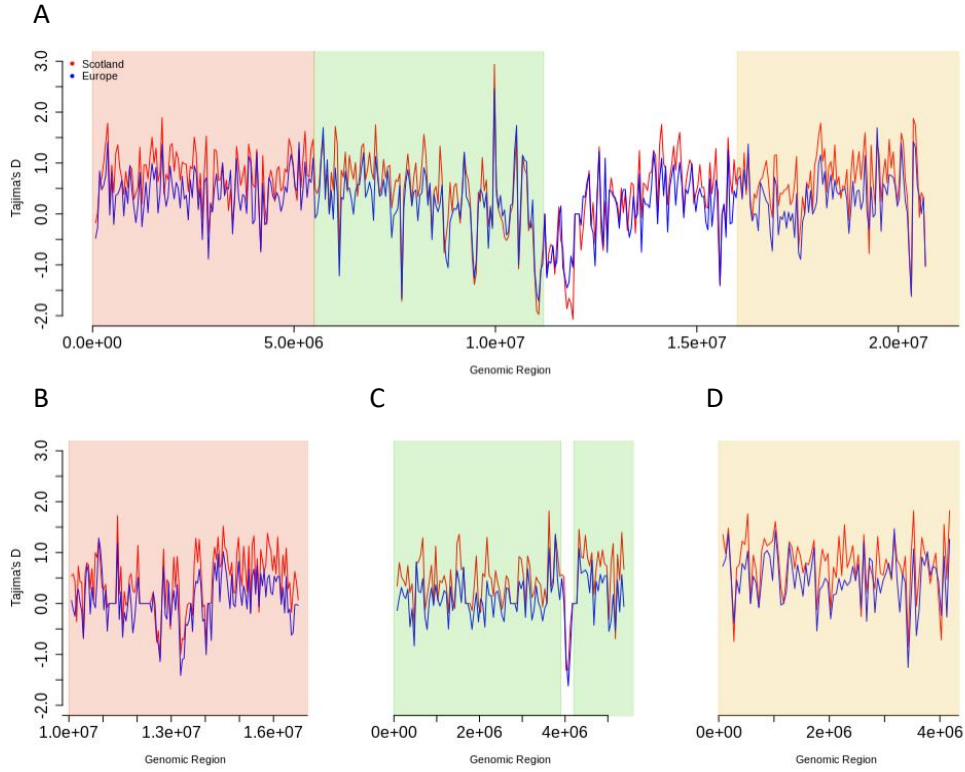 A
Scotland
Europe
Tajima's D
3.0
2.0
1.0
0.0
-1.0
-2.0
0.0e+00 5.0e+06 1.0e+07 1.5e+07 2.0e+07
Genomic Region
B C D
Tajima's D
3.0
2.0
1.0
0.0
-1.0
-2.0
1.0e+07 1.3e+07 1.6e+07 0e+00 2e+06 4e+06 0e+00 2e+06 4e+06
Genomic Region Genomic Region Genomic Region